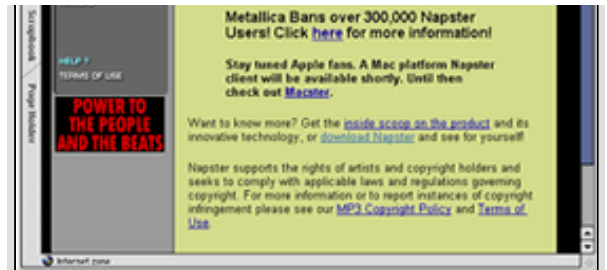 Scrapbook
Page Holder
HELP ?
TERMS OF USE
POWER TO
THE PEOPLE
AND THE BEATS
Metallica Bans over 300,000 Napster
Users! Click here for more information!
Stay tuned Apple fans. A Mac platform Napster
client will be available shortly. Until then
check out Macster.
Want to know more? Get the inside scoop on the product and its
innovative technology, or download Napster and see for yourself!
Napster supports the rights of artists and copyright holders and
seeks to comply with applicable laws and regulations governing
copyright. For more information or to report instances of copyright
infringement please see our MP3 Copyright Policy and Terms of
Use.
Internet zone